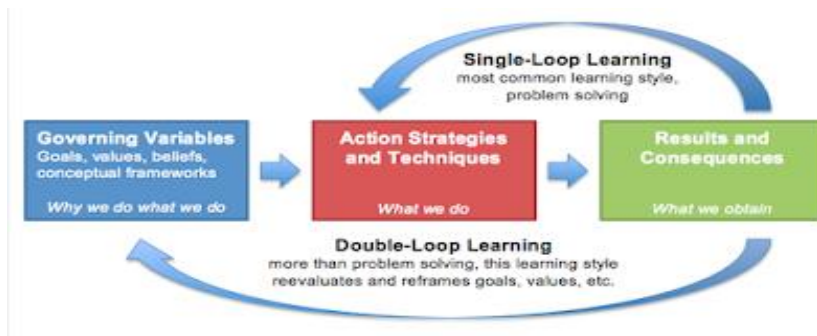 Single-Loop Learning
most common learning style,
problem solving
Governing Variables
Goals, values, beliefs,
conceptual frameworks
Why we do what we do
Action Strategies
and Techniques
What we do
Results and
Consequences
What we obtain
Double-Loop Learning
more than problem solving, this learning style
reevaluates and reframes goals, values, etc.